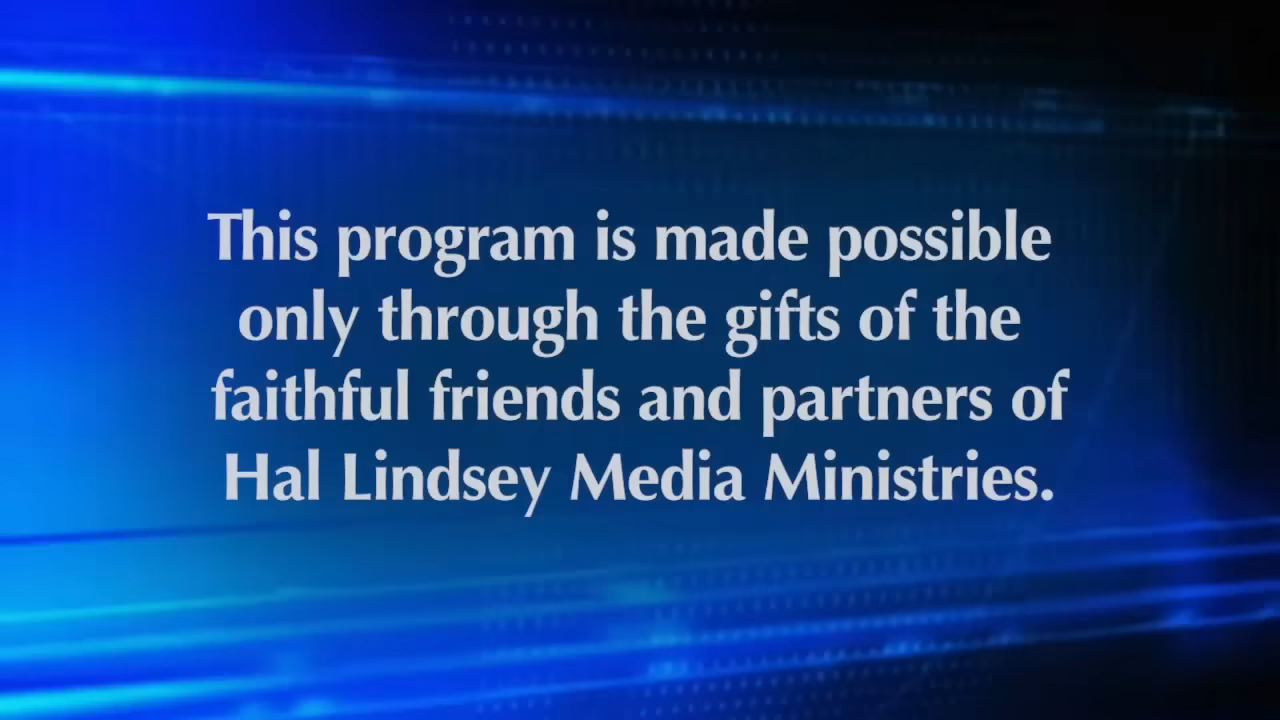 This program is made possible
only through the gifts of the
faithful friends and partners of
Hal Lindsey Media Ministries.